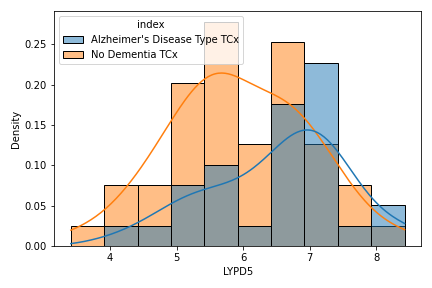 index
Alzheimer's Disease Type TCx
No Dementia TCx
Density
0.25
0.20
0.15
0.10
0.05
0.00
4 5 6 7 8
LYPD5